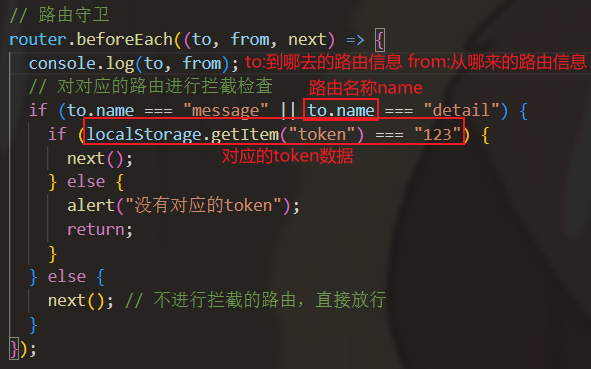 // 路由守卫
router.beforeEach((to, from, next) => {
  console.log(to, from); to:到哪去的路由信息 from:从哪来的路由信息
  // 对对应的路由进行拦截检查 路由名称name
  if (to.name === "message" || to.name === "detail") {
    if (localStorage.getItem("token") === "123") {
      next(); 对应的token数据
    } else {
      alert("没有对应的token");
      return;
    }
  } else {
    next(); // 不进行拦截的路由，直接放行
  }
});